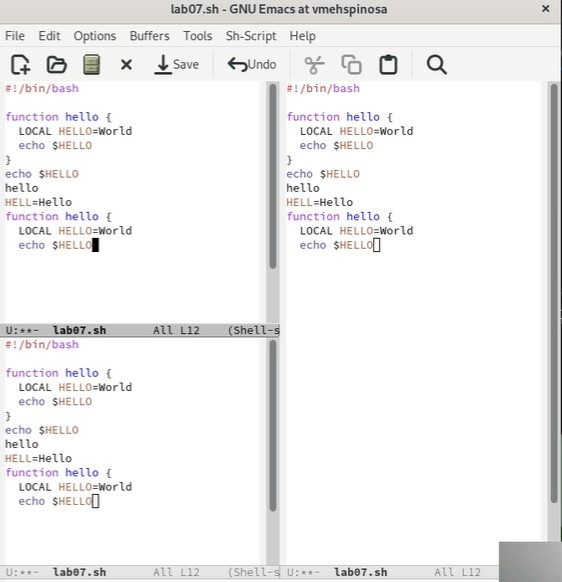 lab07.sh - GNU Emacs at vmehspinosa
File Edit Options Buffers Tools Sh-Script Help
Save Undo
#!/bin/bash
function hello {
LOCAL HELLO=World
echo $HELLO
}
echo $HELLO
hello
HELL=Hello
function hello {
LOCAL HELLO=World
echo $HELLO
U:**- lab07.sh All L12 (Shell-s
#!/bin/bash
function hello {
LOCAL HELLO=World
echo $HELLO
}
echo $HELLO
hello
HELL=Hello
function hello {
LOCAL HELLO=World
echo $HELLO
U:**- lab07.sh All L12 (Shell-s
#!/bin/bash
function hello {
LOCAL HELLO=World
echo $HELLO
}
echo $HELLO
hello
HELL=Hello
function hello {
LOCAL HELLO=World
echo $HELLO
U:**- lab07.sh All L12